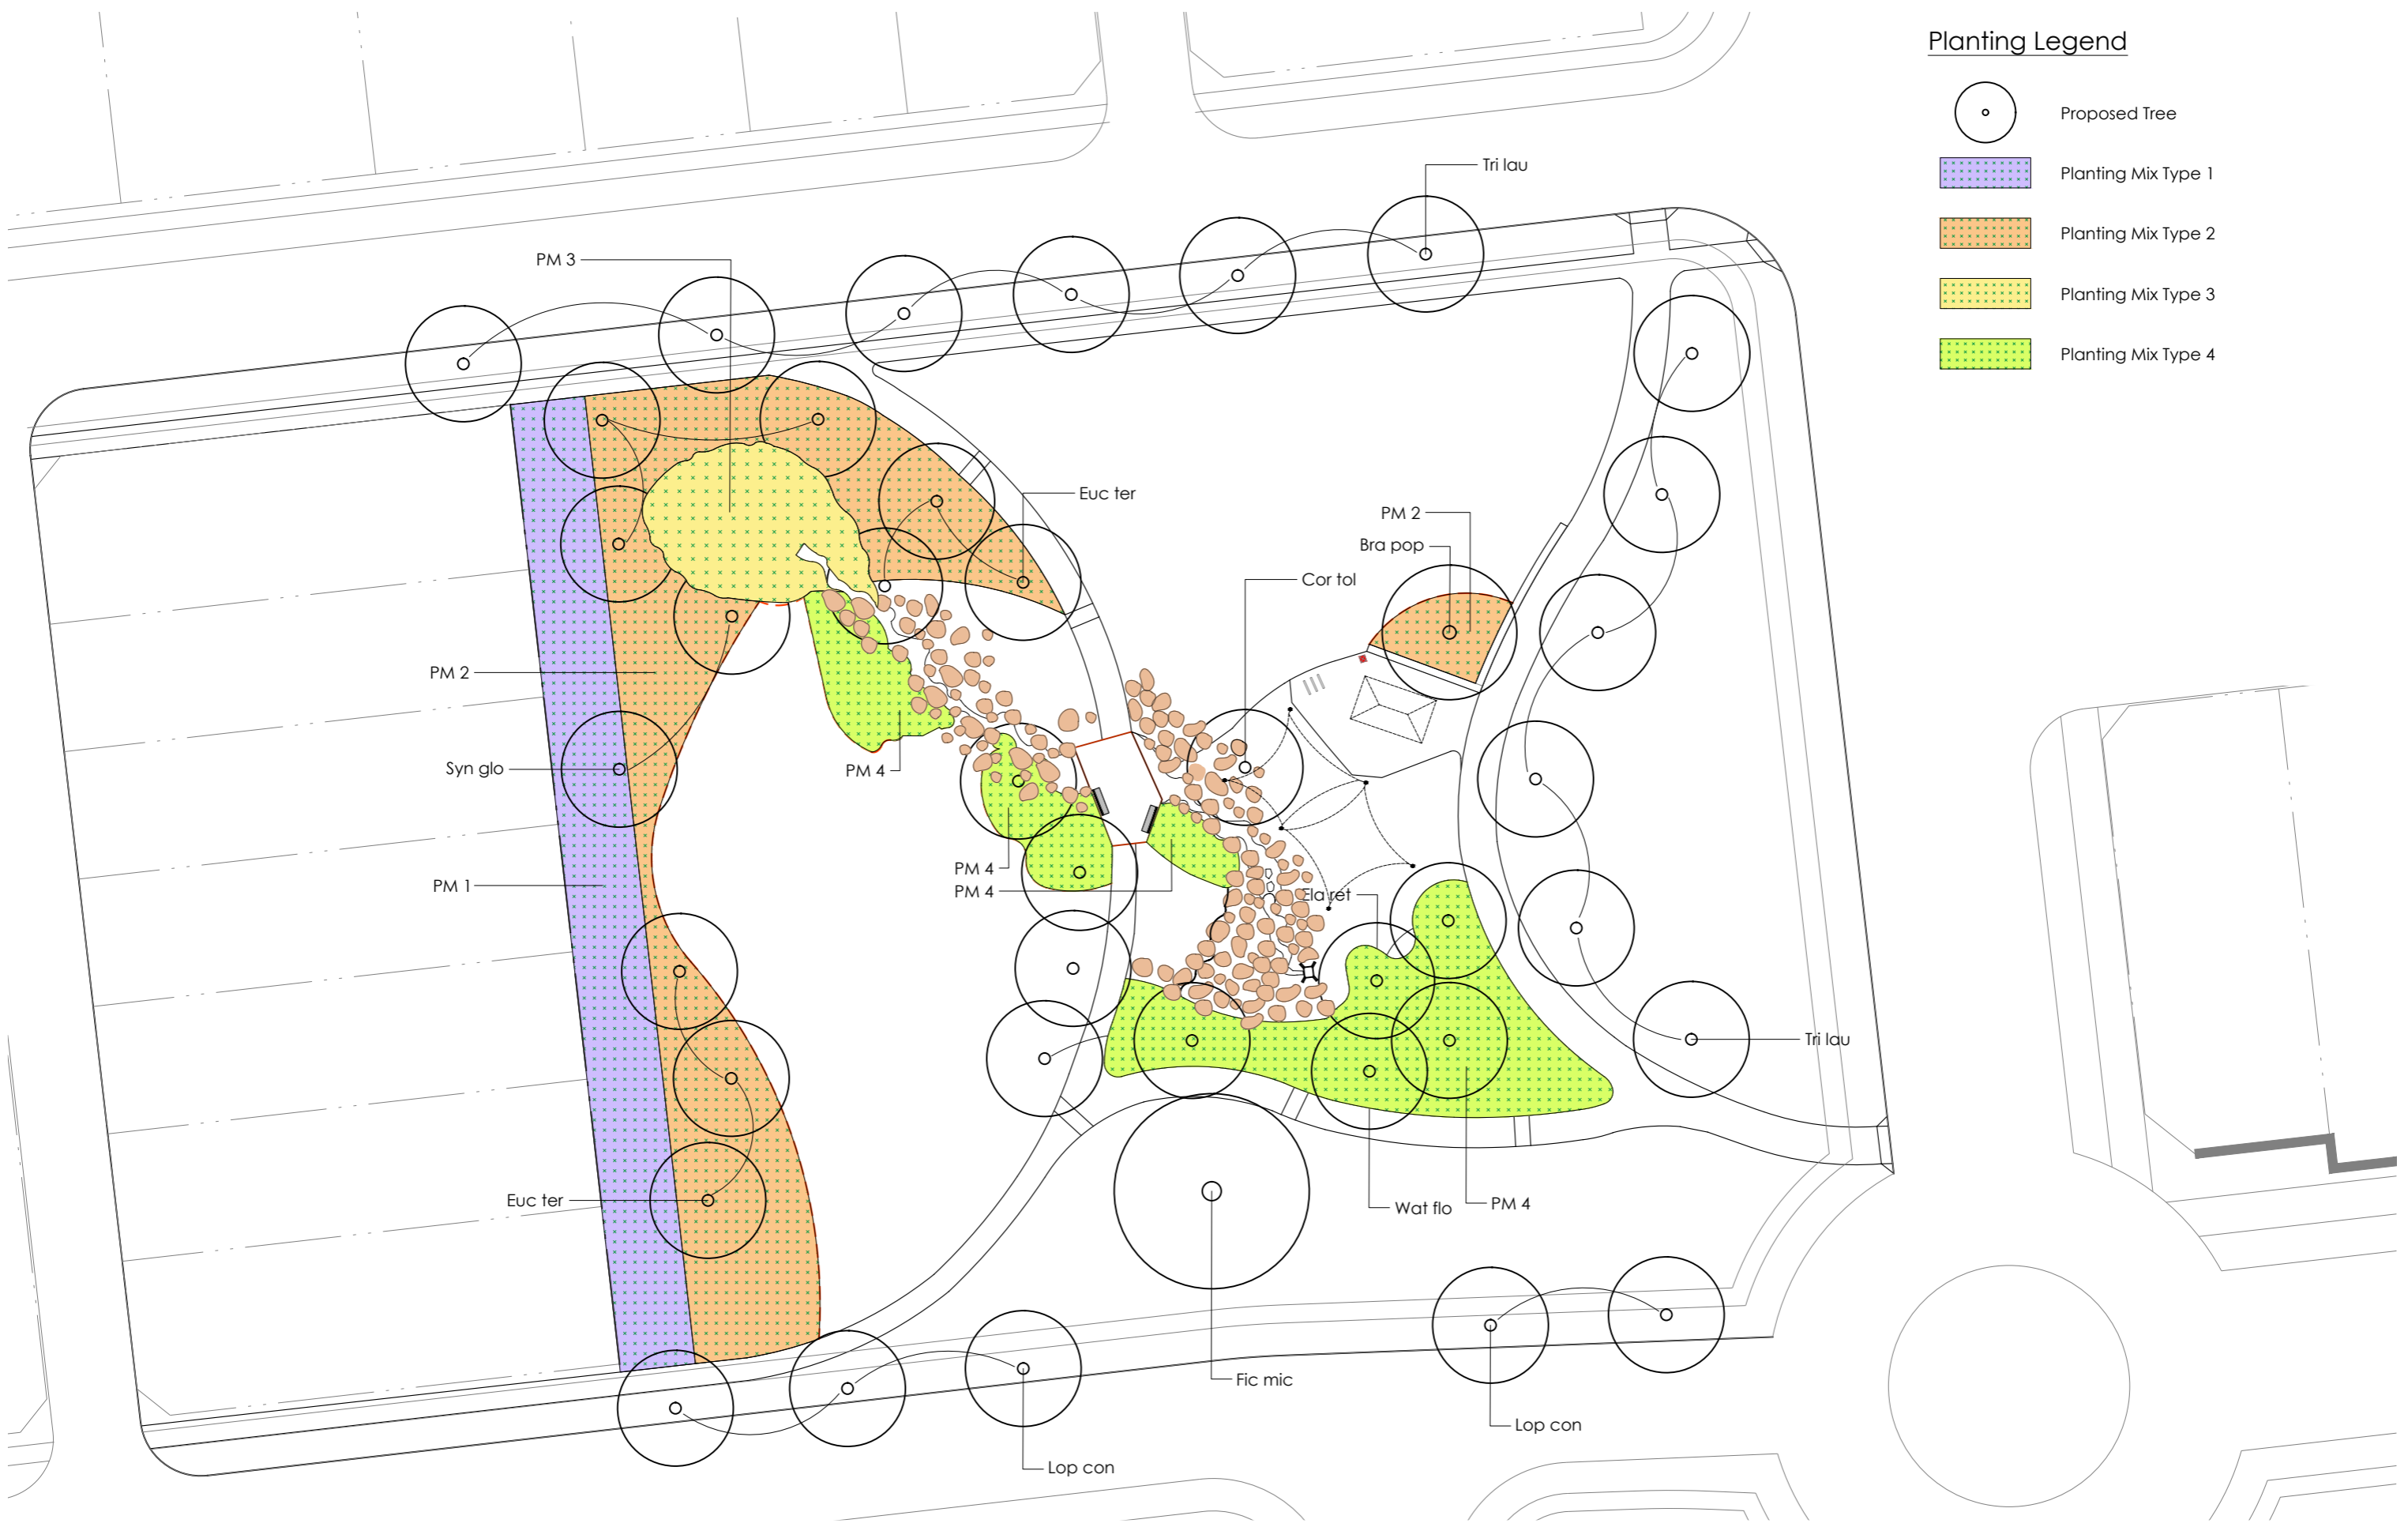 Planting Legend
Proposed Tree
Planting Mix Type 1
Planting Mix Type 2
Planting Mix Type 3
Planting Mix Type 4
Tri lau
PM 3
Euc ter
PM 2
Bra pop
Cor tol
PM 2
Syn glo
PM 4
PM 4
PM 1
PM 4
Ela ret
Tri lau
Euc ter
Wat flo
PM 4
Fic mic
Lop con
Lop con